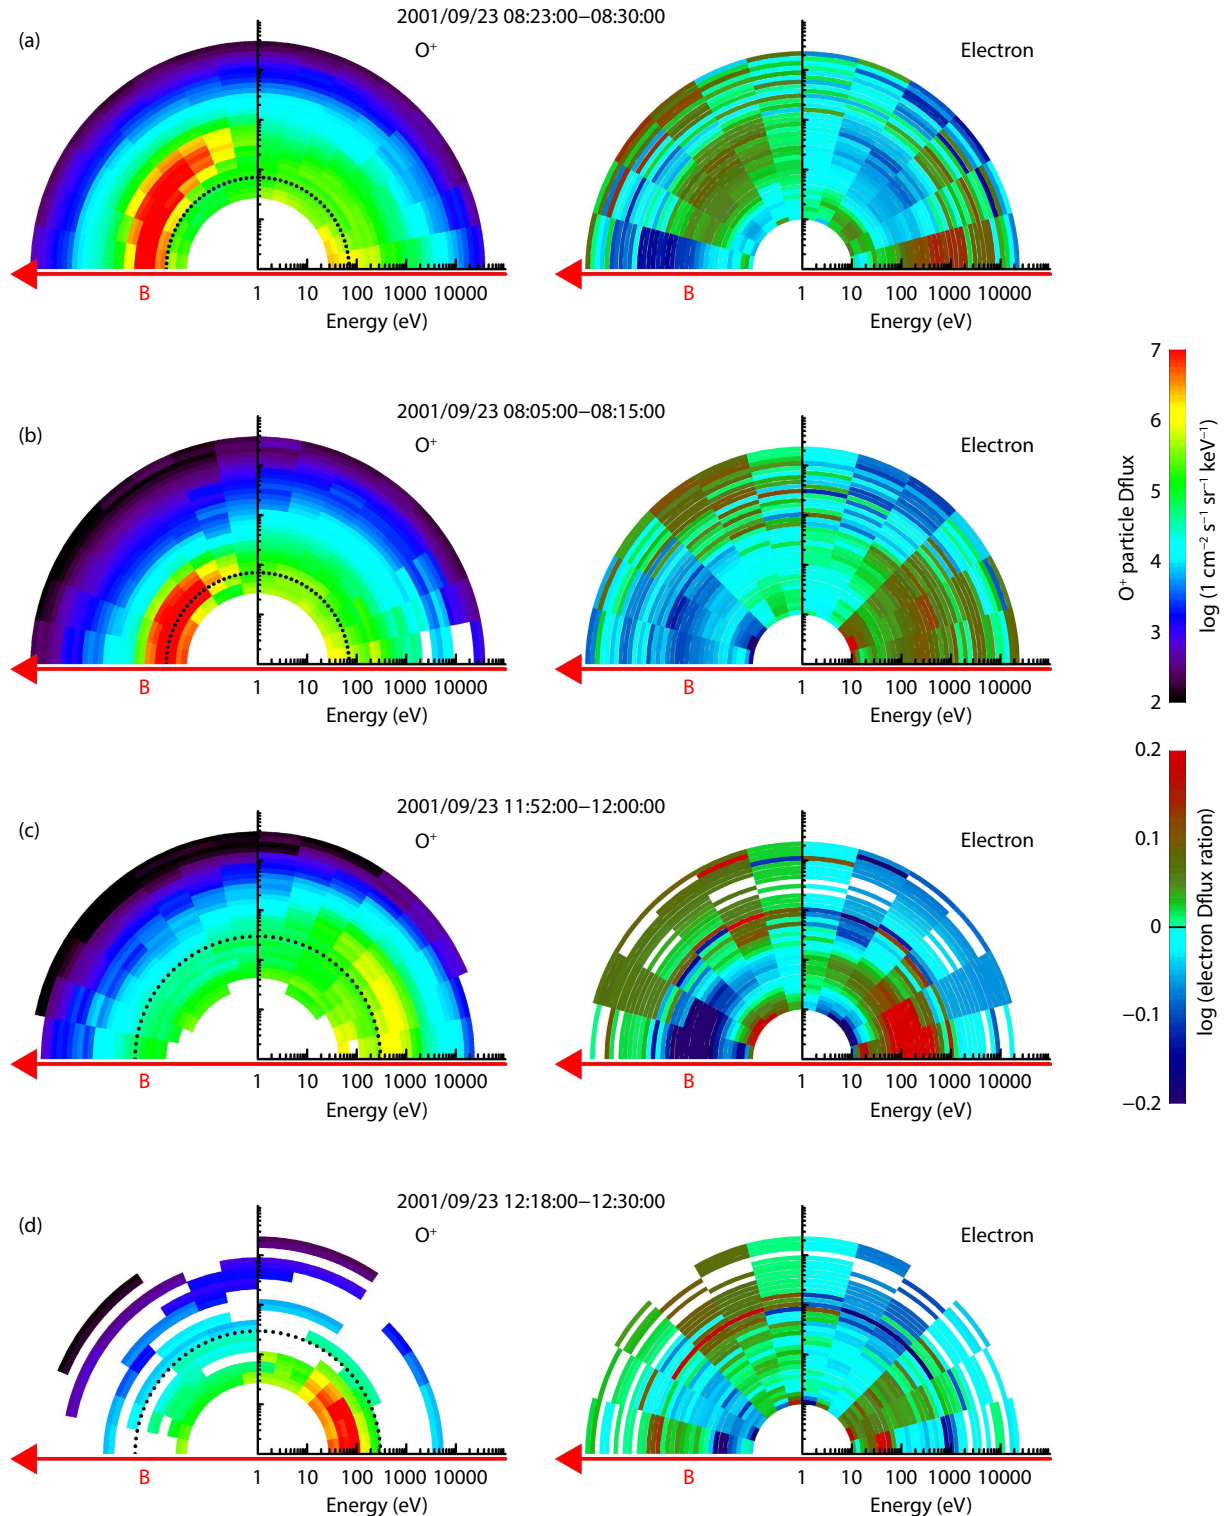 2001/09/23 08:23:00−08:30:00
(a)
O⁺
Electron
B
1 10 100 1000 10000
B
1 10 100 1000 10000
Energy (eV)
Energy (eV)
2001/09/23 08:05:00−08:15:00
(b)
O⁺
Electron
B
1 10 100 1000 10000
B
1 10 100 1000 10000
Energy (eV)
Energy (eV)
7
6
5
4
3
2
O⁺ particle Dflux
log (1 cm⁻² s⁻¹ sr⁻¹ keV⁻¹)
0.2
0.1
0
−0.1
−0.2
log (electron Dflux ration)
2001/09/23 11:52:00−12:00:00
(c)
O⁺
Electron
B
1 10 100 1000 10000
B
1 10 100 1000 10000
Energy (eV)
Energy (eV)
2001/09/23 12:18:00−12:30:00
(d)
O⁺
Electron
B
1 10 100 1000 10000
B
1 10 100 1000 10000
Energy (eV)
Energy (eV)